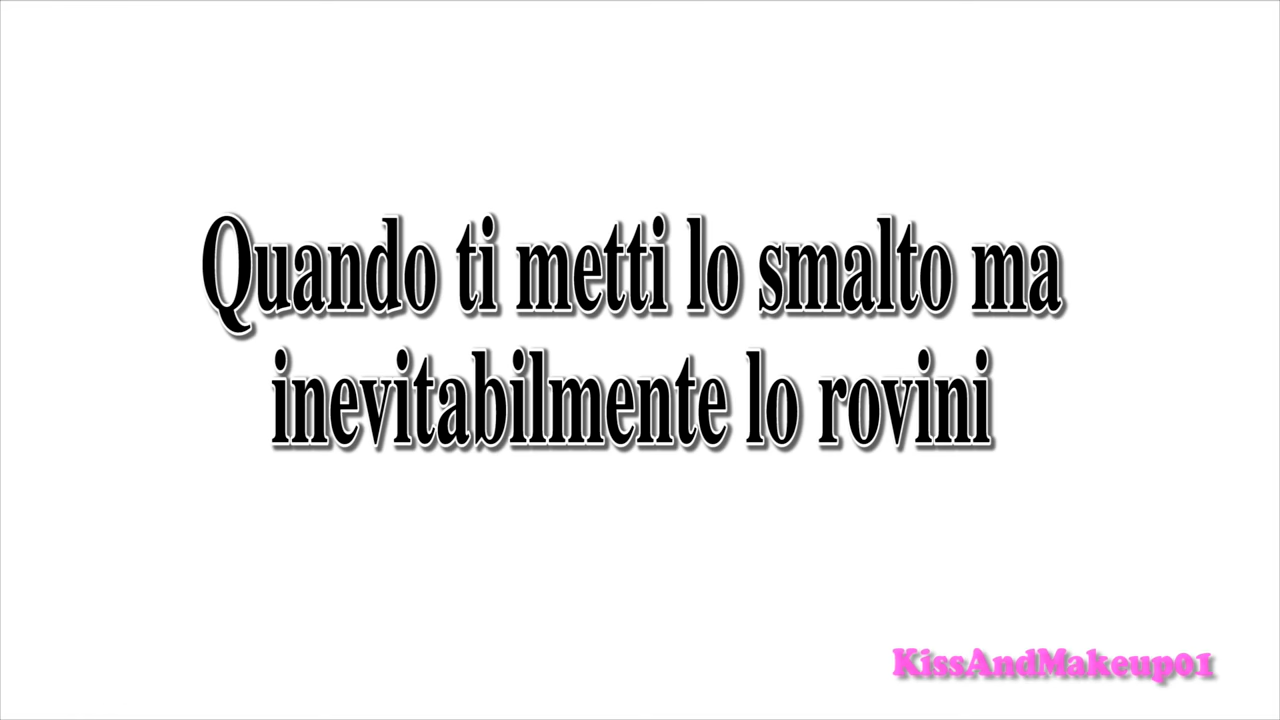 Quando ti metti lo smalto ma
inevitabilmente lo rovini
KissAndMakeup01